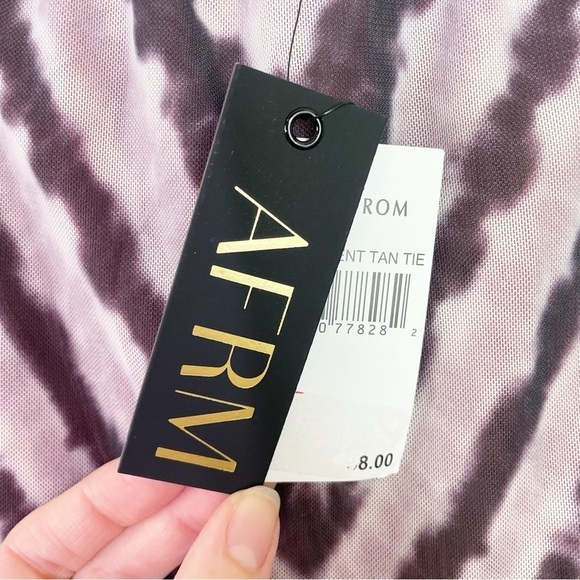 AFRM
ROM
ENT TAN TIE
077828 2
8.00